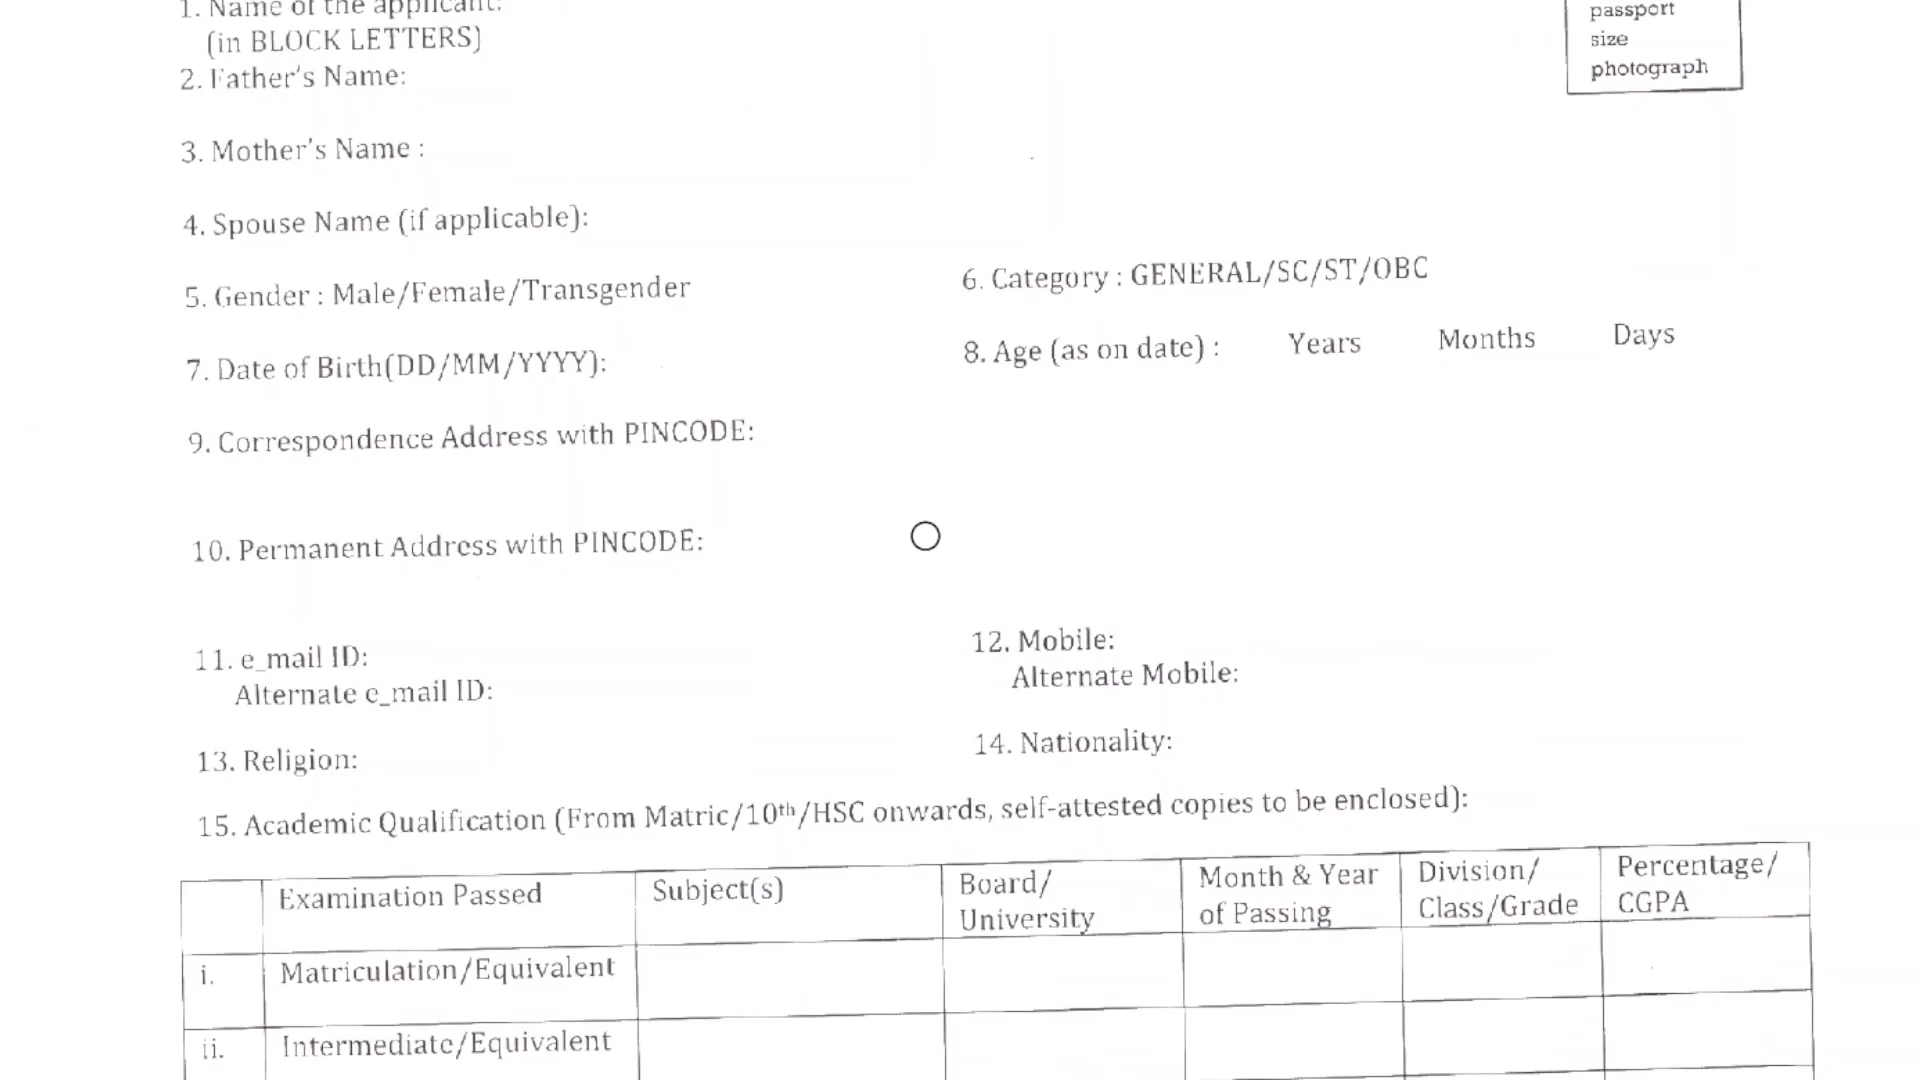 1. Name of the applicant:
(in BLOCK LETTERS)
passport
size
photograph
2. Father's Name:
3. Mother's Name :
4. Spouse Name (if applicable):
5. Gender : Male/Female/Transgender
6. Category : GENERAL/SC/ST/OBC
7. Date of Birth(DD/MM/YYYY):
8. Age (as on date) : Years Months Days
9. Correspondence Address with PINCODE:
10. Permanent Address with PINCODE:
11. e_mail ID:
Alternate e_mail ID:
12. Mobile:
Alternate Mobile:
13. Religion:
14. Nationality:
15. Academic Qualification (From Matric/10th/HSC onwards, self-attested copies to be enclosed):
Examination Passed
Subject(s)
Board/
University
Month & Year
of Passing
Division/
Class/Grade
Percentage/
CGPA
i. Matriculation/Equivalent
ii. Intermediate/Equivalent